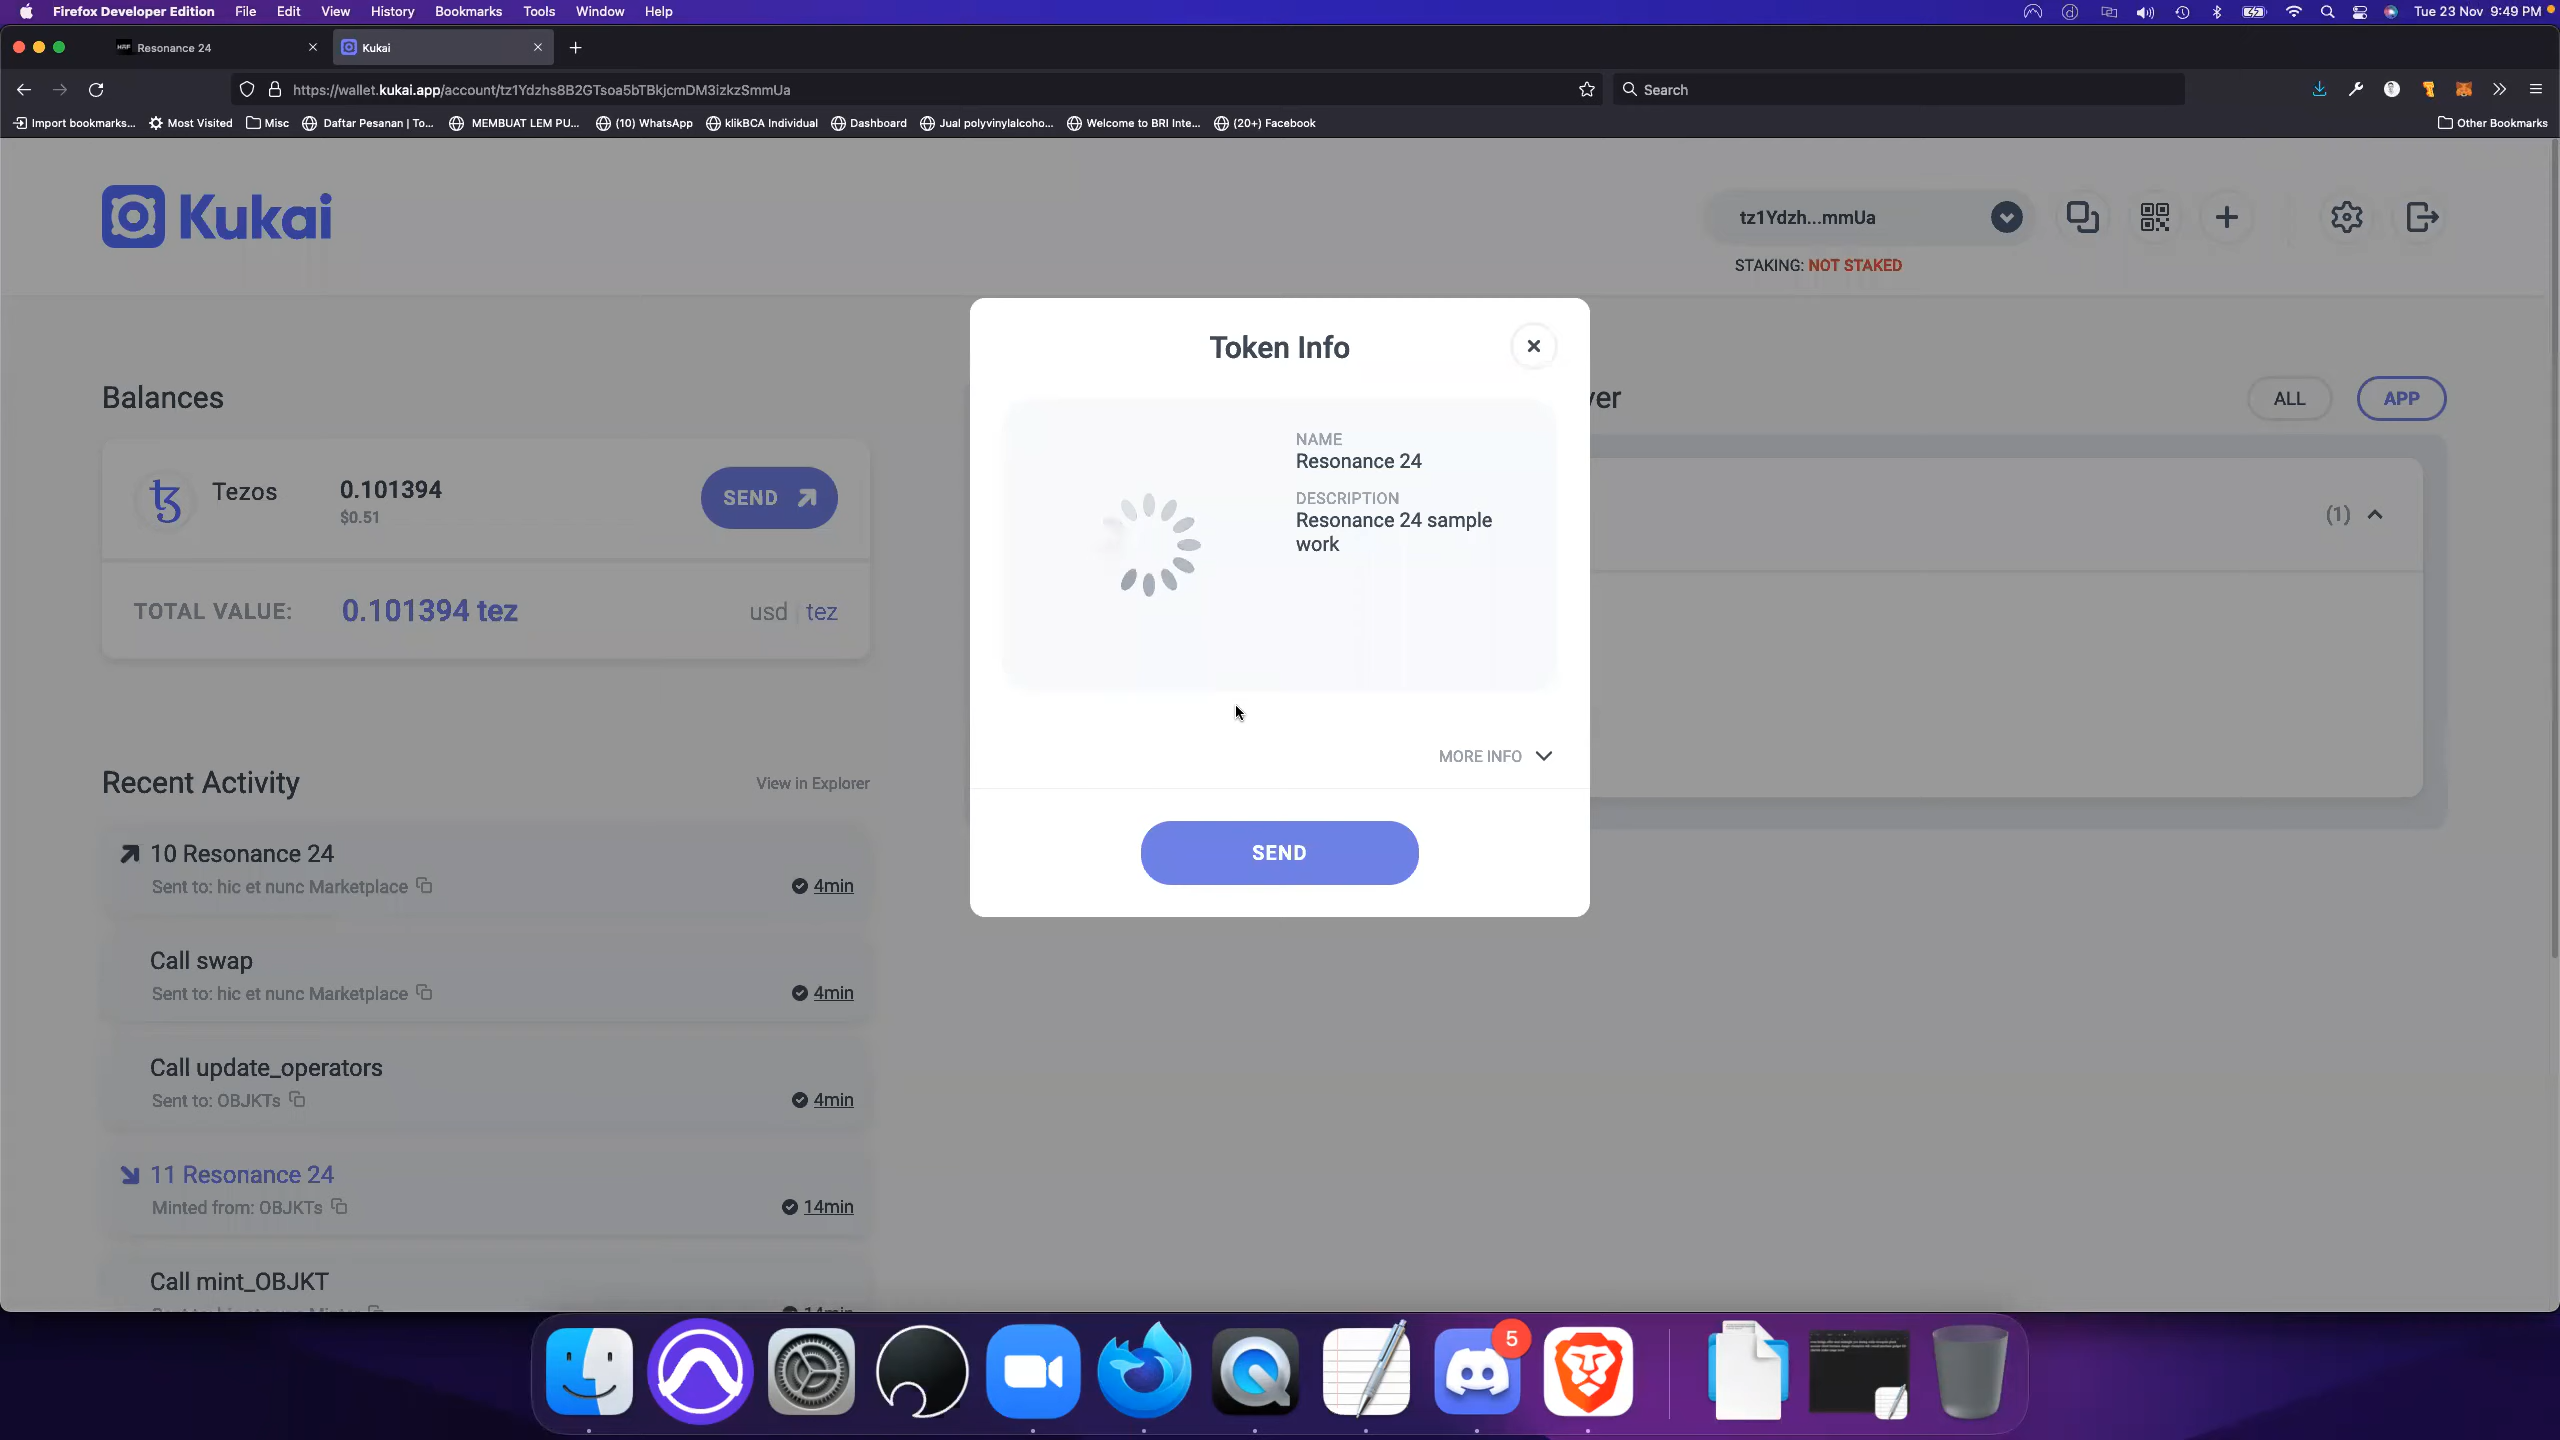 Firefox Developer Edition File Edit View History Bookmarks Tools Window Help Tue 23 Nov 9:49 PM
Resonance 24 Kukai
https://wallet.kukai.app/account/tz1Ydzhs8B2GTsoa5bTBkjcmDM3izkzSmmUa Search
Import bookmarks... Most Visited Misc Daftar Pesanan | To... MEMBUAT LEM PU... (10) WhatsApp klikBCA Individual Dashboard Jual polyvinylalcoho... Welcome to BRI Inte... (20+) Facebook Other Bookmarks
Kukai
tz1Ydzh...mmUa
STAKING: NOT STAKED
Token Info
Balances
ver
ALL APP
Tezos 0.101394
$0.51
SEND
TOTAL VALUE: 0.101394 tez usd tez
NAME
Resonance 24
DESCRIPTION
Resonance 24 sample
work
(1)
MORE INFO
SEND
Recent Activity View in Explorer
10 Resonance 24
Sent to: hic et nunc Marketplace 4min
Call swap
Sent to: hic et nunc Marketplace 4min
Call update_operators
Sent to: OBJKTs 4min
11 Resonance 24
Minted from: OBJKTs 14min
Call mint_OBJKT
5